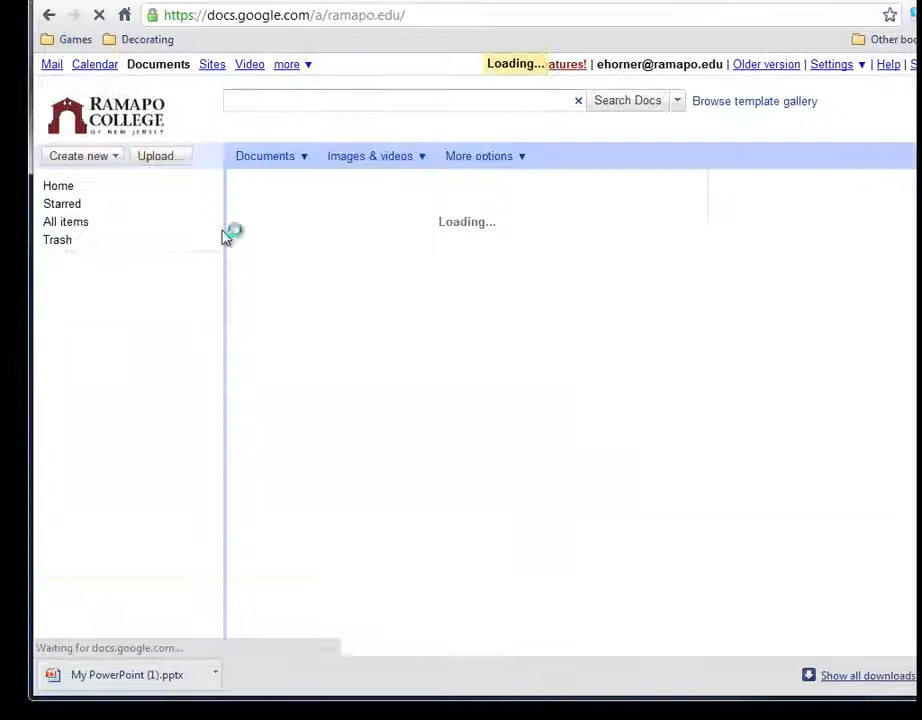 https://docs.google.com/a/ramapo.edu/
Games Decorating Other boo
Mail Calendar Documents Sites Video more ▼ Loading... atures! | ehorner@ramapo.edu | Older version | Settings ▼ | Help | S
RAMAPO
COLLEGE
OF NEW JERSEY
× Search Docs Browse template gallery
Create new Upload... Documents ▼ Images & videos ▼ More options ▼
Home
Starred
All items
Trash
Loading...
Waiting for docs.google.com...
My PowerPoint (1).pptx Show all downloads